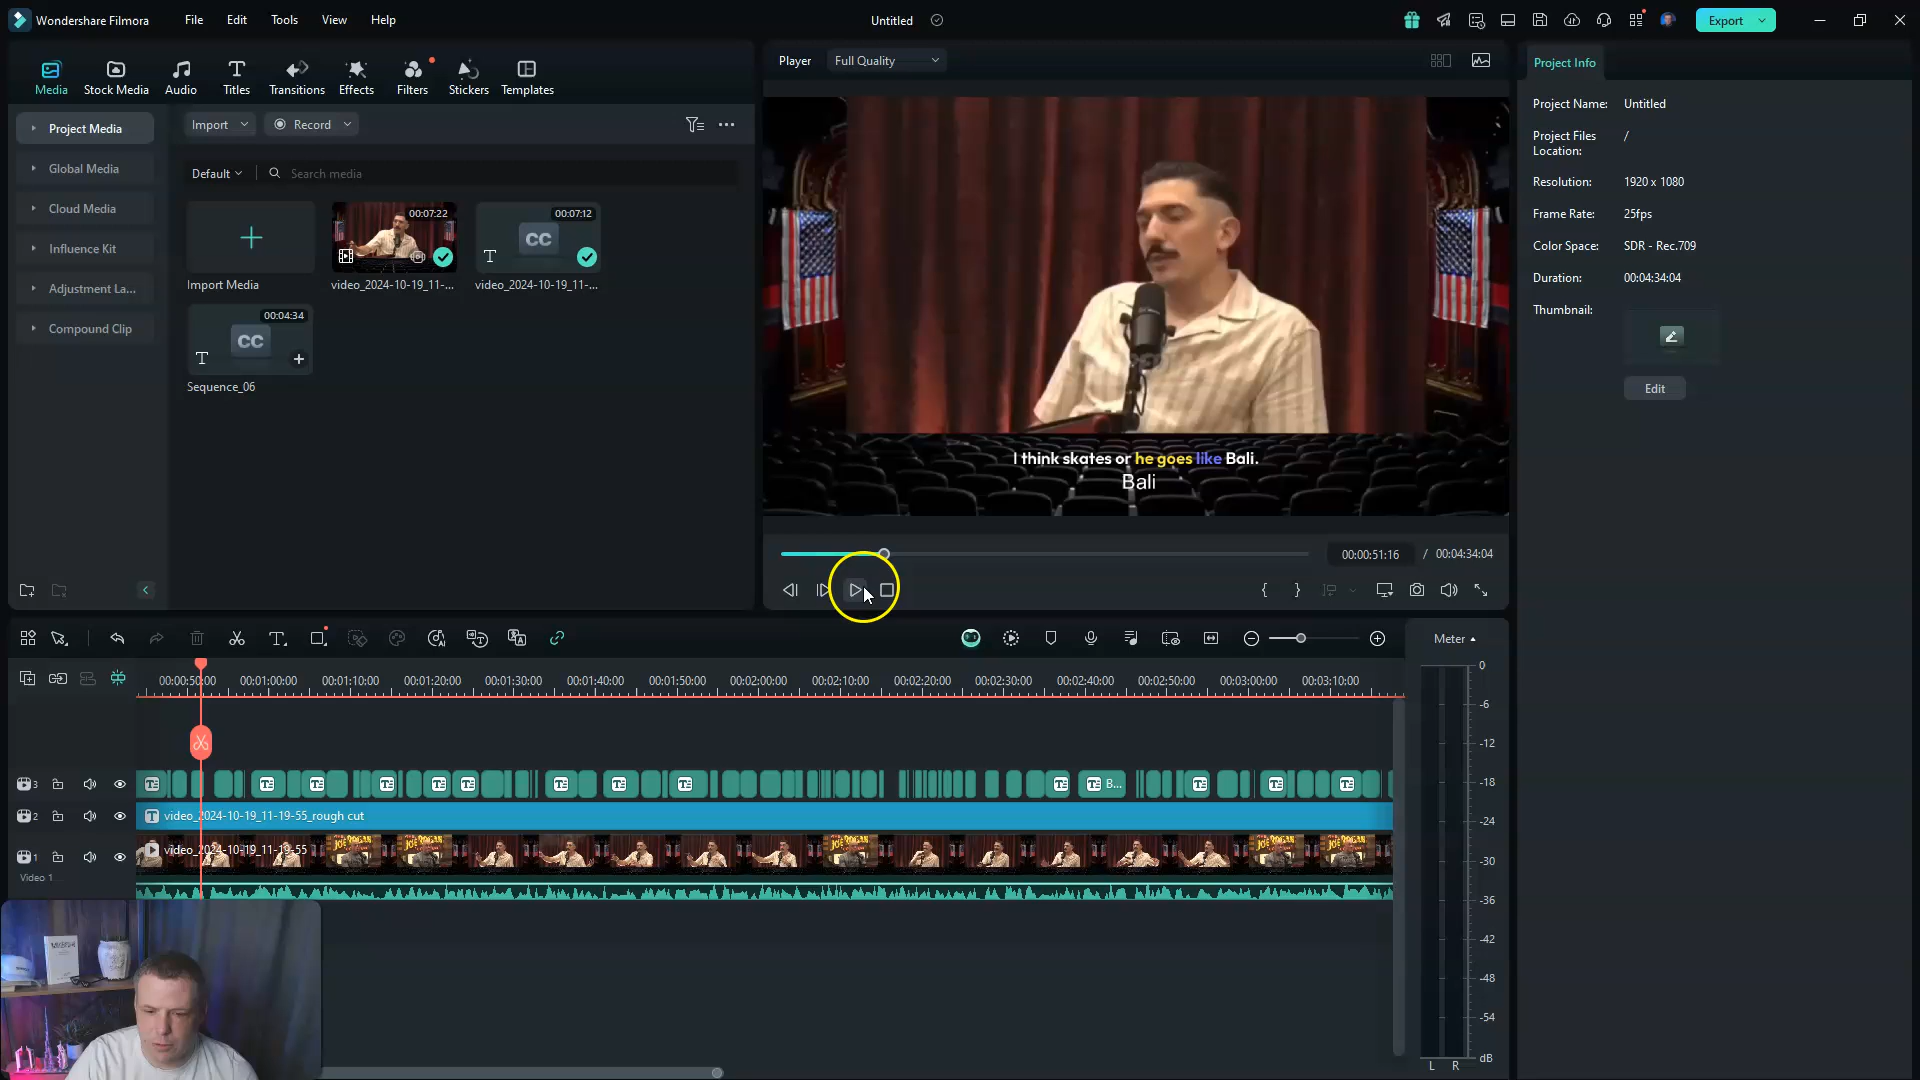 Wondershare Filmora
File
Edit
Tools
View
Help
Untitled
Export
Media
Stock Media
Audio
Titles
Transitions
Effects
Filters
Stickers
Templates
Project Media
Global Media
Cloud Media
Influence Kit
Adjustment La...
Compound Clip
Import
Record
Default
Search media
Import Media
00:07:22
video_2024-10-19_11-...
00:07:12
CC
video_2024-10-19_11-...
00:04:34
CC
Sequence_06
Player
Full Quality
I think skates or he goes like Bali.
Bali
00:00:51:16 / 00:04:34:04
Project Info
Project Name: Untitled
Project Files
Location: /
Resolution: 1920 x 1080
Frame Rate: 25fps
Color Space: SDR - Rec.709
Duration: 00:04:34:04
Thumbnail:
Edit
Meter
00:00:50:00 00:01:00:00 00:01:10:00 00:01:20:00 00:01:30:00 00:01:40:00 00:01:50:00 00:02:00:00 00:02:10:00 00:02:20:00 00:02:30:00 00:02:40:00 00:02:50:00 00:03:00:00 00:03:10:00
3
B...
2
video_2024-10-19_11-19-55_rough cut
1
video_2024-10-19_11-19-55
Video 1
0
-6
-12
-18
-24
-30
-36
-42
-48
-54
dB
L R